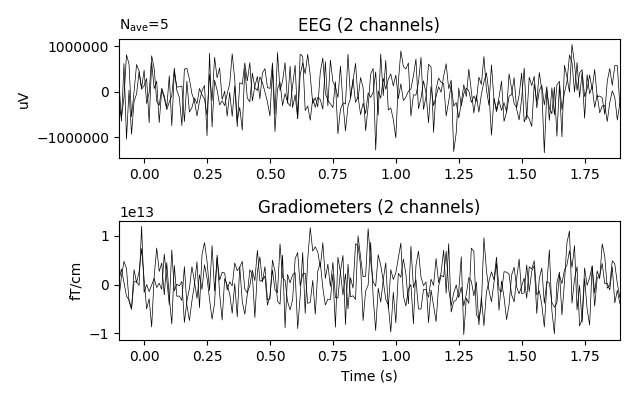 Nave=5
EEG (2 channels)
1000000
0
−1000000
uV
0.00 0.25 0.50 0.75 1.00 1.25 1.50 1.75
1e13
Gradiometers (2 channels)
1
0
−1
fT/cm
0.00 0.25 0.50 0.75 1.00 1.25 1.50 1.75
Time (s)